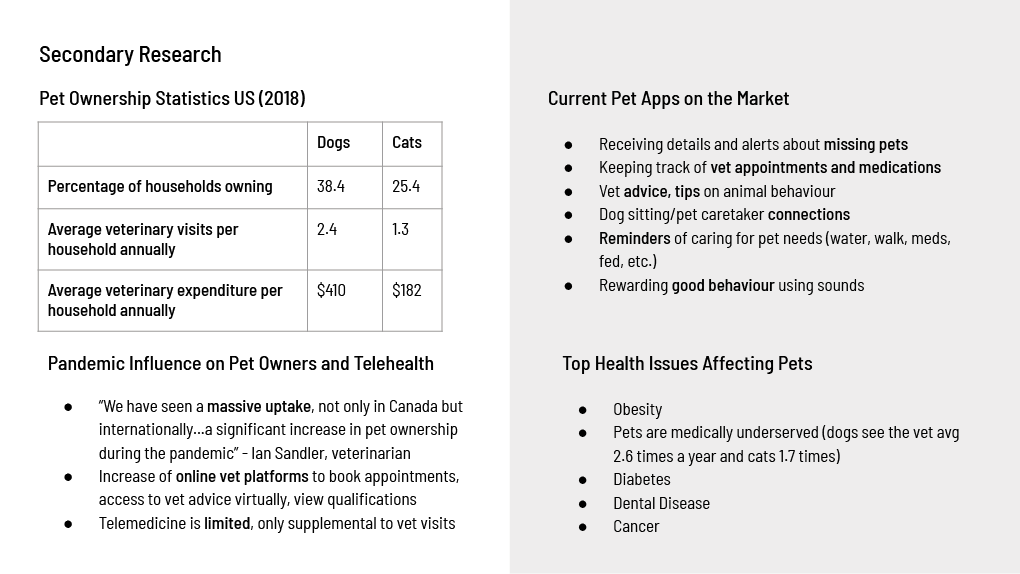 Secondary Research
Pet Ownership Statistics US (2018)
Dogs Cats
Percentage of households owning 38.4 25.4
Average veterinary visits per 2.4 1.3
household annually
Average veterinary expenditure per $410 $182
household annually
Pandemic Influence on Pet Owners and Telehealth
● "We have seen a massive uptake, not only in Canada but
internationally...a significant increase in pet ownership
during the pandemic" - Ian Sandler, veterinarian
● Increase of online vet platforms to book appointments,
access to vet advice virtually, view qualifications
● Telemedicine is limited, only supplemental to vet visits
Current Pet Apps on the Market
● Receiving details and alerts about missing pets
● Keeping track of vet appointments and medications
● Vet advice, tips on animal behaviour
● Dog sitting/pet caretaker connections
● Reminders of caring for pet needs (water, walk, meds,
fed, etc.)
● Rewarding good behaviour using sounds
Top Health Issues Affecting Pets
● Obesity
● Pets are medically underserved (dogs see the vet avg
2.6 times a year and cats 1.7 times)
● Diabetes
● Dental Disease
● Cancer